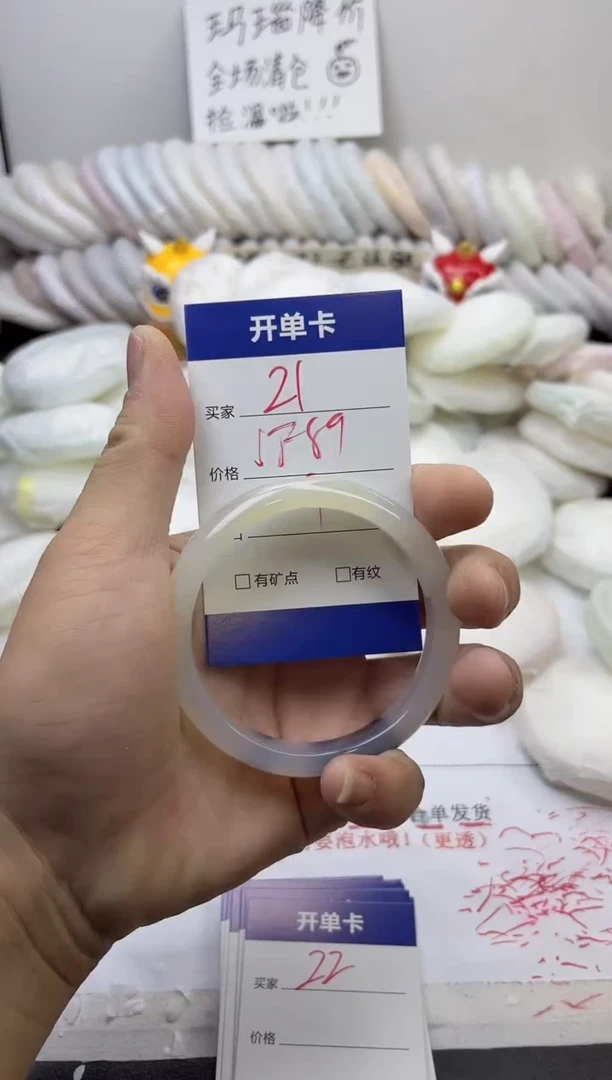 玛瑙降价
全场清仓
捡漏啦!!!
开单卡
买家 21
价格
□有矿点 □有纹
合单发货
要泡水哦!(更透)
开单卡
买家 22
价格